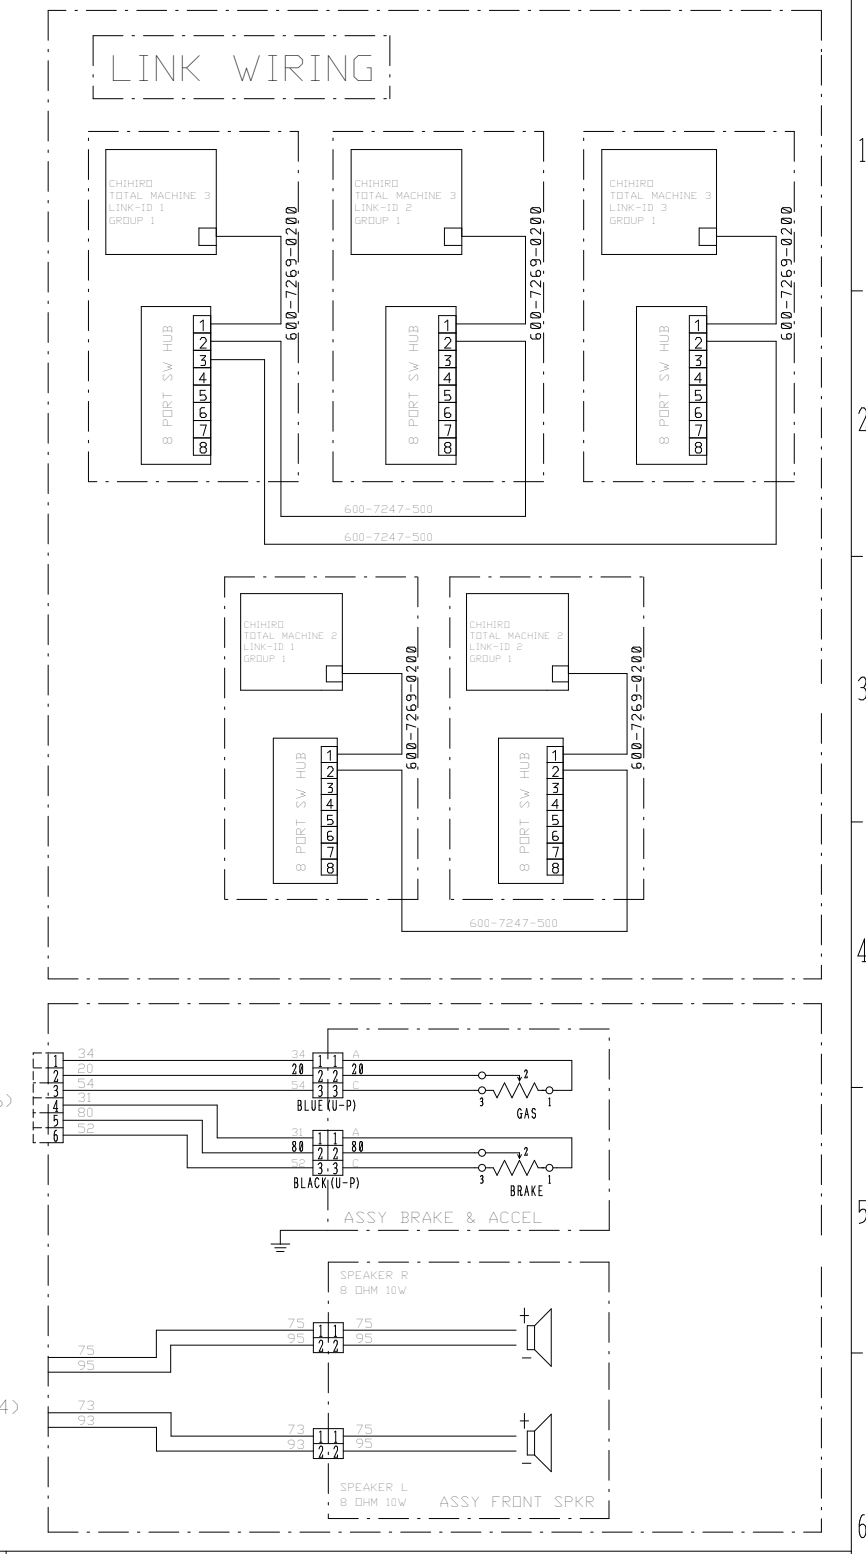 LINK WIRING
CHIHIRO
TOTAL MACHINE 3
LINK-ID 1
GROUP 1
600-7269-0200
8 PORT SW HUB
1
2
3
4
5
6
7
8
CHIHIRO
TOTAL MACHINE 3
LINK-ID 2
GROUP 1
600-7269-0200
8 PORT SW HUB
1
2
3
4
5
6
7
8
CHIHIRO
TOTAL MACHINE 3
LINK-ID 3
GROUP 1
600-7269-0200
8 PORT SW HUB
1
2
3
4
5
6
7
8
1
2
600-7247-500
600-7247-500
CHIHIRO
TOTAL MACHINE 2
LINK-ID 1
GROUP 1
600-7269-0200
8 PORT SW HUB
1
2
3
4
5
6
7
8
CHIHIRO
TOTAL MACHINE 2
LINK-ID 2
GROUP 1
600-7269-0200
8 PORT SW HUB
1
2
3
4
5
6
7
8
3
600-7247-500
4
1 34 34 1 1 A
2 20 20 2 2 20 2
3 54 54 3 3 C 3 1
BLUE(U-P) GAS
4 31 31 1 1 A
5 80 80 2 2 80 2
6 52 52 3 3 C 3 1
BLACK(U-P) BRAKE
ASSY BRAKE & ACCEL
5
SPEAKER R
8 OHM 10W
75 75 1 1 75 +
95 95 2 2 95 -
4)
73 73 1 1 75 +
93 93 2 2 95 -
SPEAKER L
8 OHM 10W ASSY FRONT SPKR
6